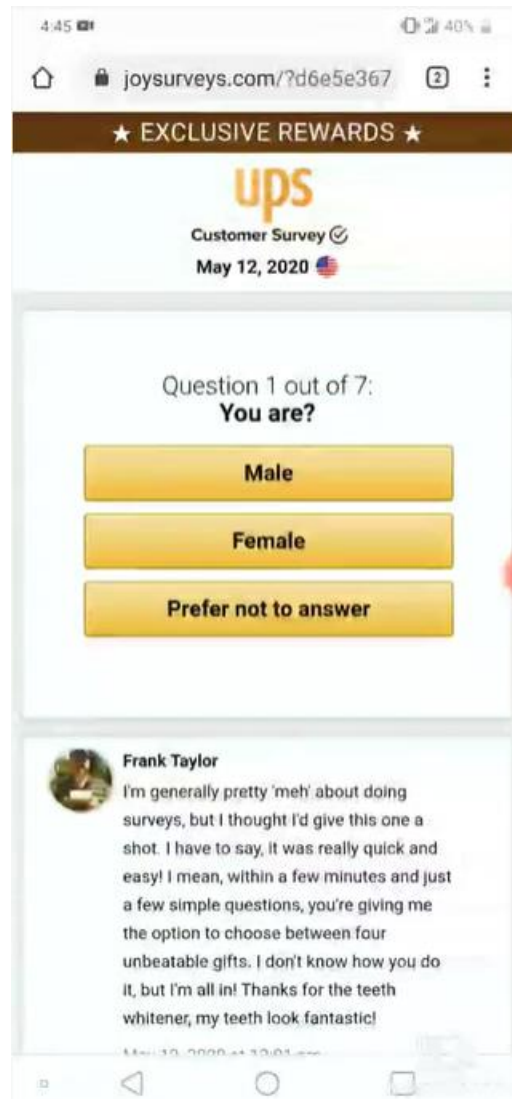 4:45
40%
joysurveys.com/?d6e5e367
2
★ EXCLUSIVE REWARDS ★
ups
Customer Survey
May 12, 2020
Question 1 out of 7:
You are?
Male
Female
Prefer not to answer
Frank Taylor
I'm generally pretty 'meh' about doing
surveys, but I thought I'd give this one a
shot. I have to say, it was really quick and
easy! I mean, within a few minutes and just
a few simple questions, you're giving me
the option to choose between four
unbeatable gifts. I don't know how you do
it, but I'm all in! Thanks for the teeth
whitener, my teeth look fantastic!